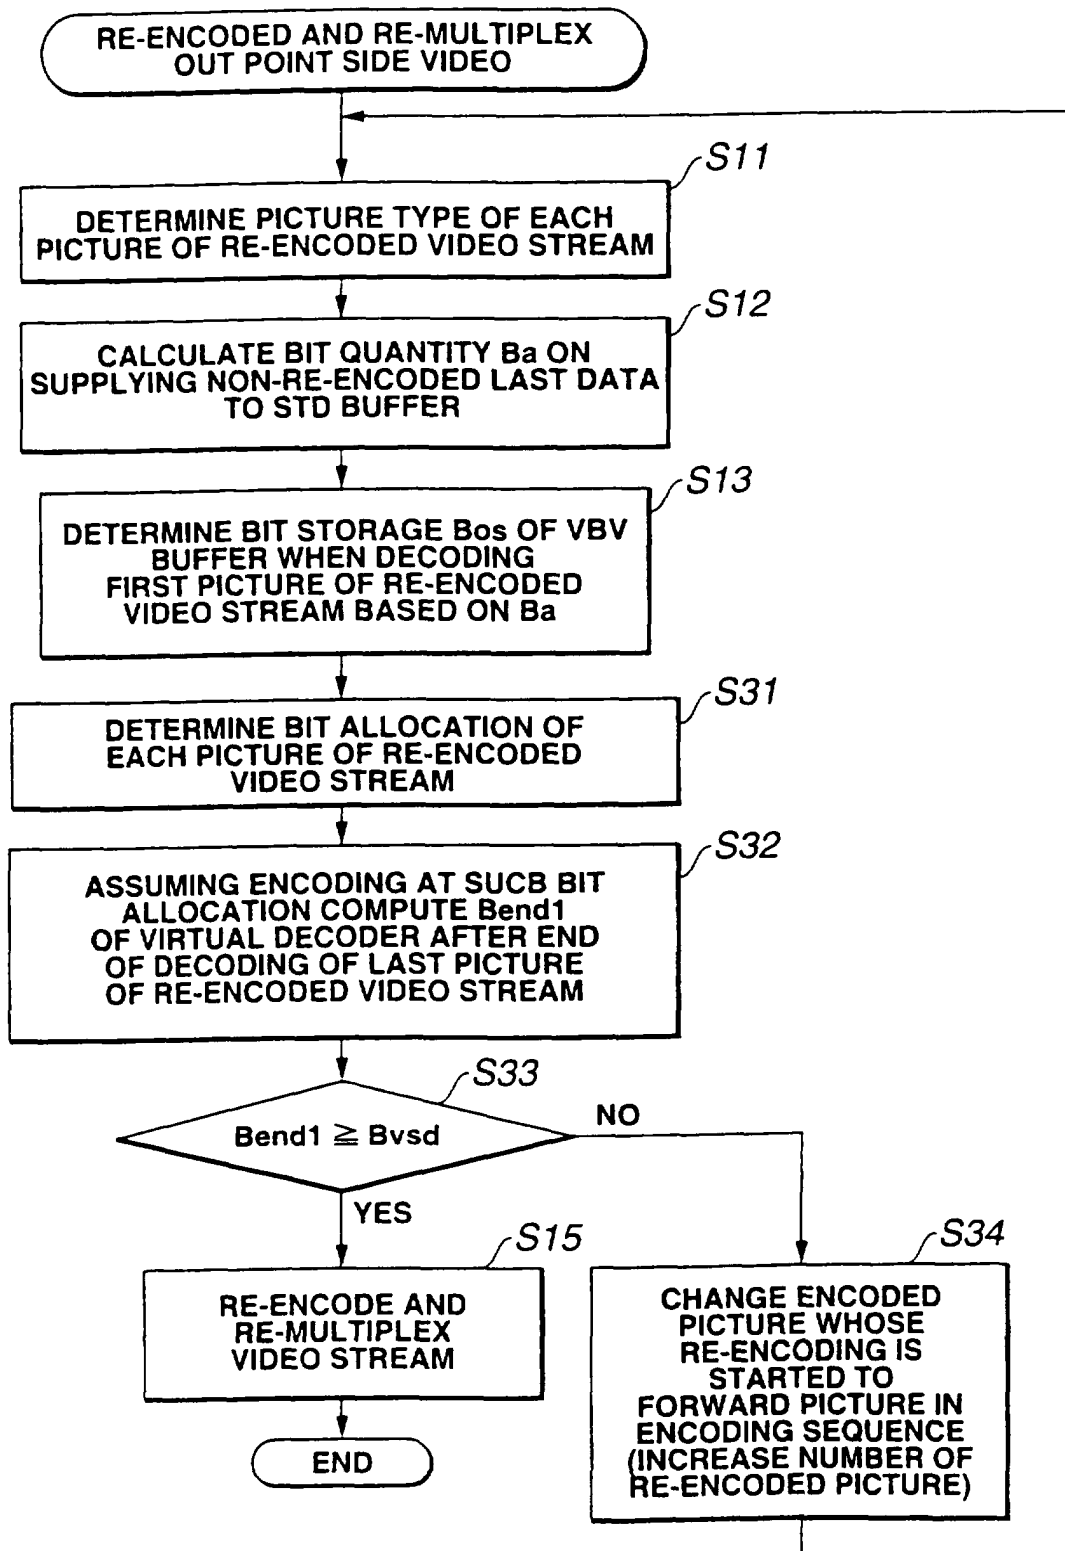 RE-ENCODED AND RE-MULTIPLEX
OUT POINT SIDE VIDEO
S11
DETERMINE PICTURE TYPE OF EACH
PICTURE OF RE-ENCODED VIDEO STREAM
S12
CALCULATE BIT QUANTITY Ba ON
SUPPLYING NON-RE-ENCODED LAST DATA
TO STD BUFFER
S13
DETERMINE BIT STORAGE Bos OF VBV
BUFFER WHEN DECODING
FIRST PICTURE OF RE-ENCODED
VIDEO STREAM BASED ON Ba
S31
DETERMINE BIT ALLOCATION OF
EACH PICTURE OF RE-ENCODED
VIDEO STREAM
S32
ASSUMING ENCODING AT SUCB BIT
ALLOCATION COMPUTE Bend1
OF VIRTUAL DECODER AFTER END
OF DECODING OF LAST PICTURE
OF RE-ENCODED VIDEO STREAM
S33
Bend1 ≧ Bvsd
NO
YES
S15
RE-ENCODE AND
RE-MULTIPLEX
VIDEO STREAM
END
S34
CHANGE ENCODED
PICTURE WHOSE
RE-ENCODING IS
STARTED TO
FORWARD PICTURE IN
ENCODING SEQUENCE
(INCREASE NUMBER OF
RE-ENCODED PICTURE)